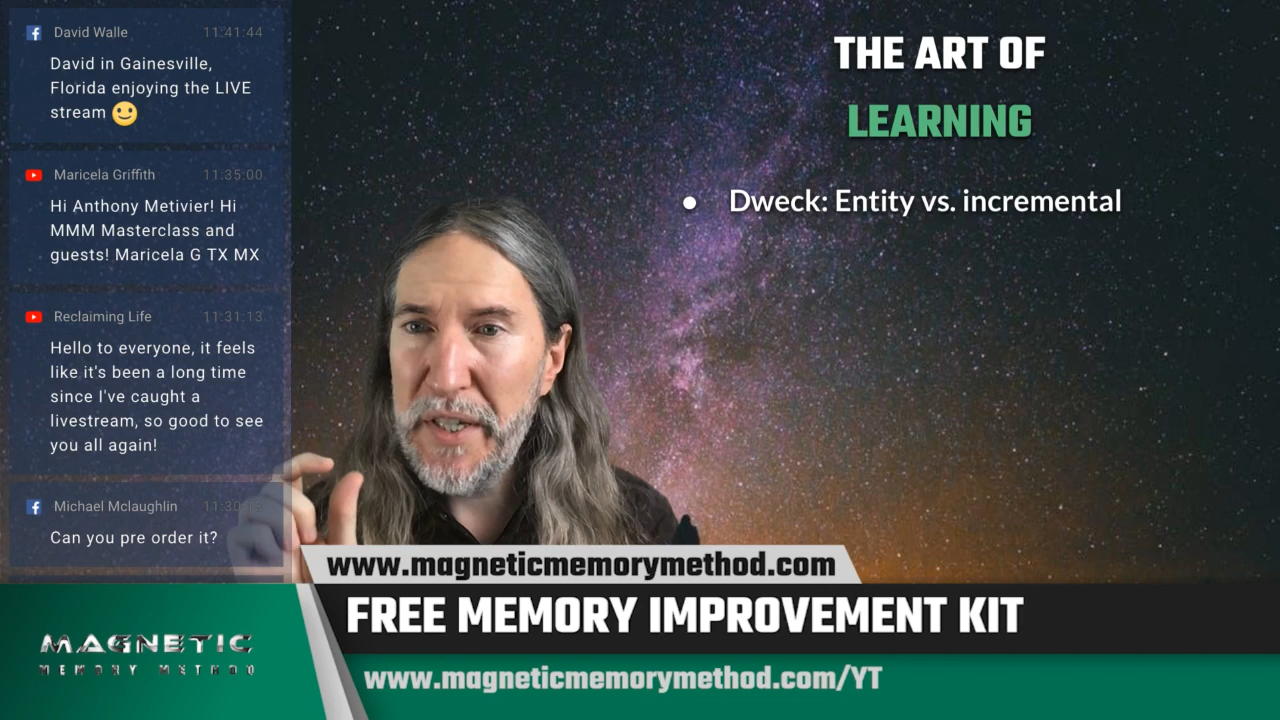 David Walle 11:41:44
David in Gainesville,
Florida enjoying the LIVE
stream 🙂
Maricela Griffith 11:35:00
Hi Anthony Metivier! Hi
MMM Masterclass and
guests! Maricela G TX MX
Reclaiming Life 11:31:13
Hello to everyone, it feels
like it's been a long time
since I've caught a
livestream, so good to see
you all again!
Michael Mclaughlin
Can you pre order it?
THE ART OF
LEARNING
• Dweck: Entity vs. incremental
www.magneticmemorymethod.com
FREE MEMORY IMPROVEMENT KIT
www.magneticmemorymethod.com/YT
MAGNETIC
MEMORY METHOD